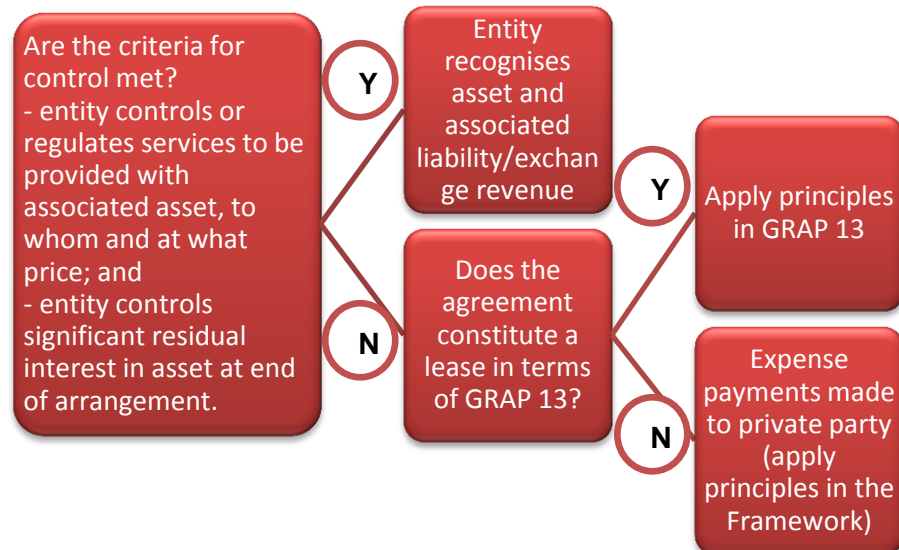 Are the criteria for
control met?
- entity controls or
regulates services to be
provided with
associated asset, to
whom and at what
price; and
- entity controls
significant residual
interest in asset at end
of arrangement.
Y
Entity
recognises
asset and
associated
liability/exchan
ge revenue
N
Does the
agreement
constitute a
lease in terms
of GRAP 13?
Y
Apply principles
in GRAP 13
N
Expense
payments made
to private party
(apply
principles in the
Framework)